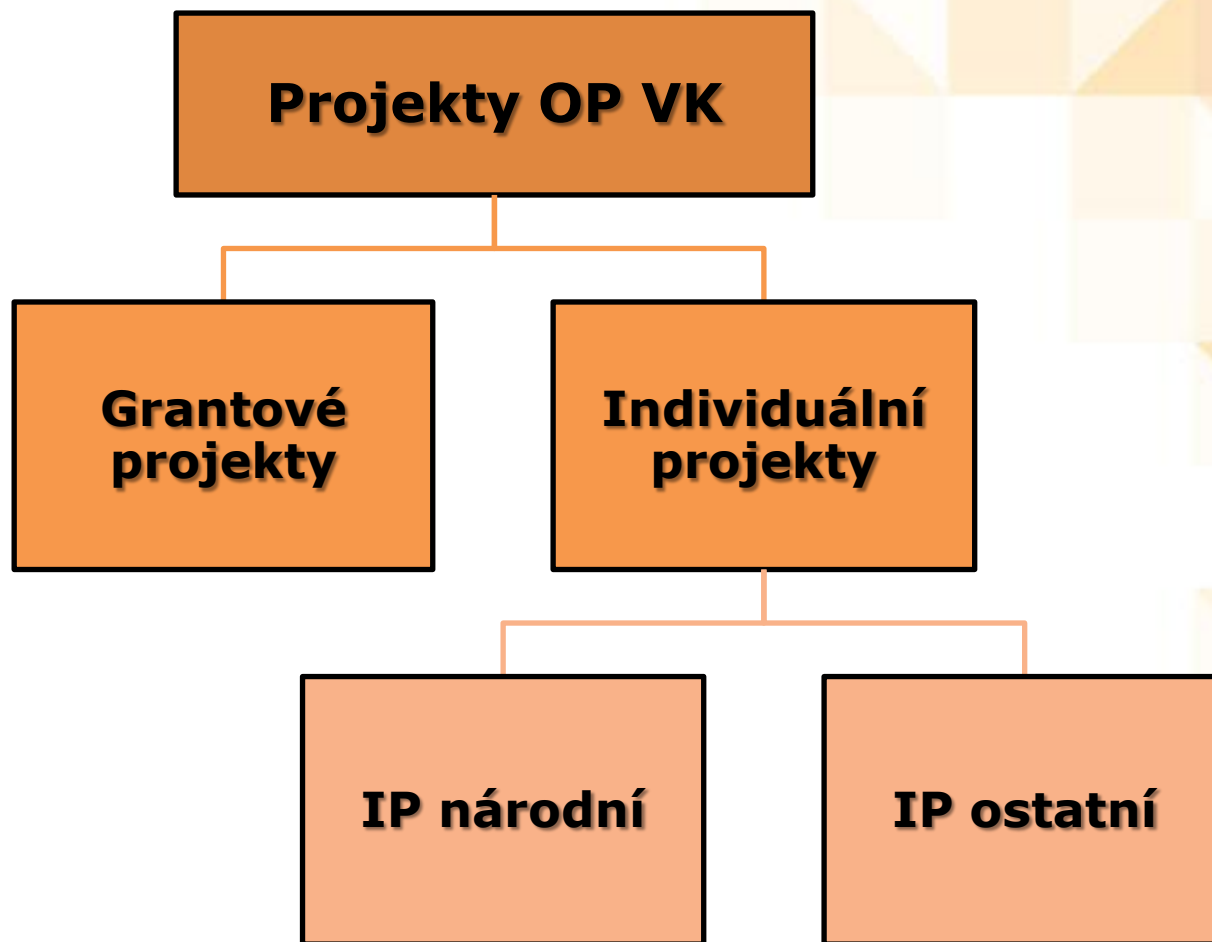 Projekty OP VK
Grantové
projekty
Individuální
projekty
IP národní
IP ostatní